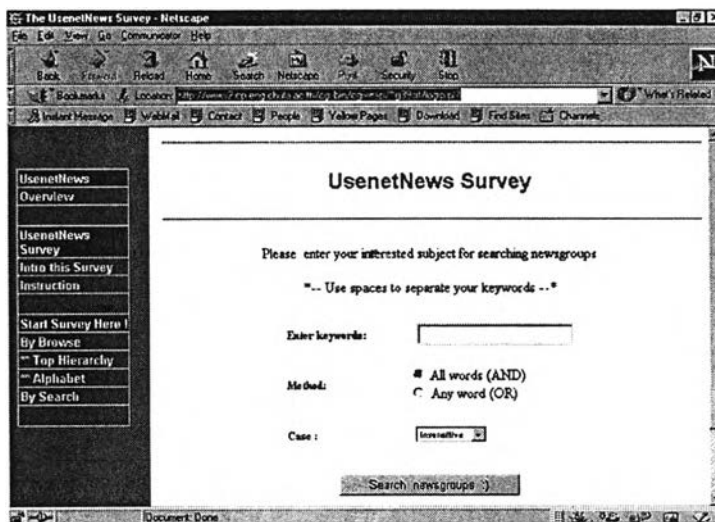 The UsenetNews Survey - Netscape
File Edit View Go Communicator Help
Back Forward Reload Home Search Netscape Print Security Stop
Bookmarks Location: What's Related
Instant Message WebMail Contact People Yellow Pages Download Find Sites Channels
UsenetNews
Overview
UsenetNews
Survey
Intro this Survey
Instruction
Start Survey Here !
By Browse
** Top Hierarchy
** Alphabet
By Search
UsenetNews Survey
Please enter your interested subject for searching newsgroups
*-- Use spaces to separate your keywords --*
Enter keywords:
Method:
All words (AND)
Any word (OR)
Case :
Insensitive
Search newsgroups :)
Document: Done